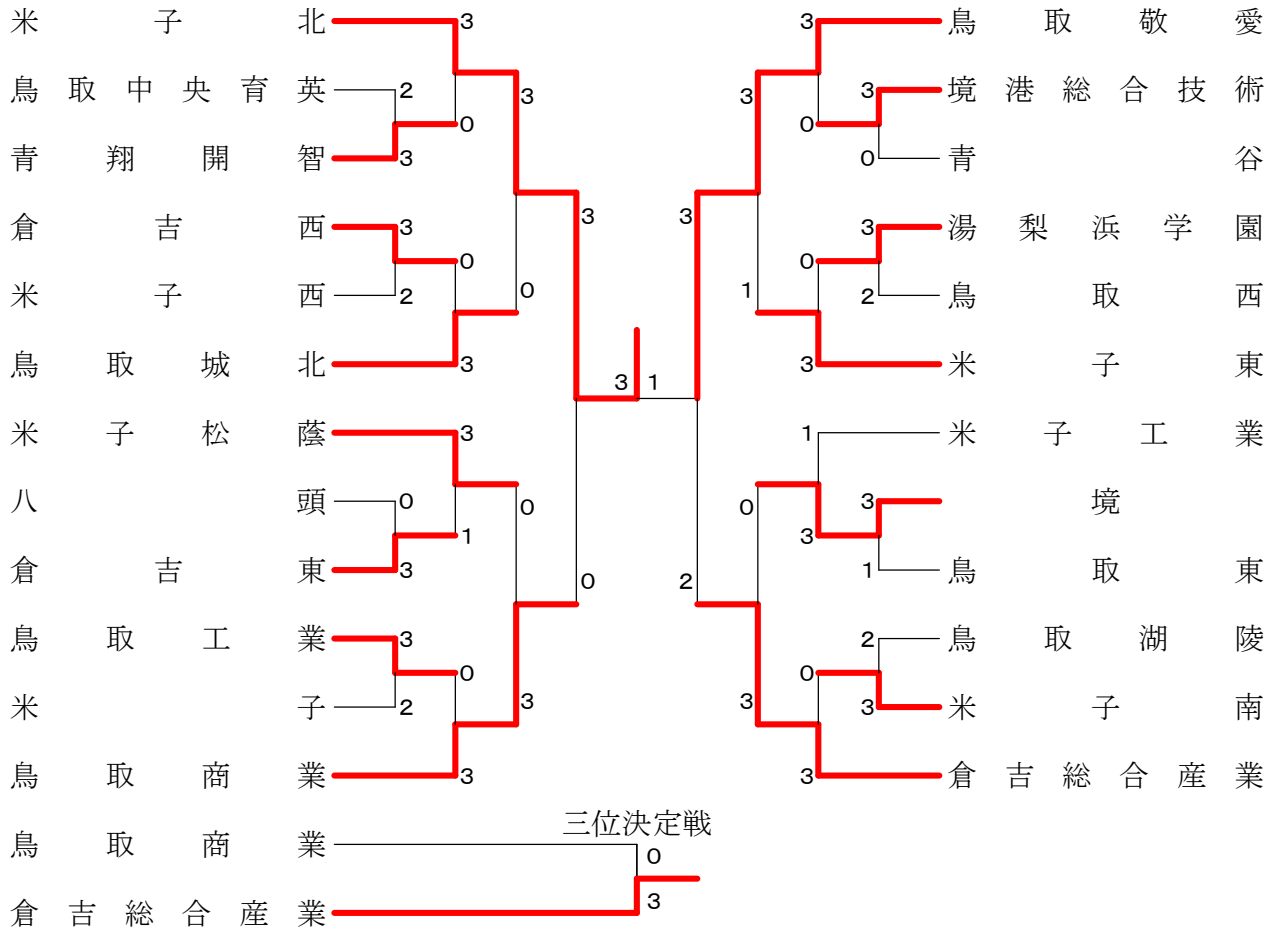 米子北 3 3 鳥取敬愛
鳥取中央育英 2 3 3 3 境港総合技術
0 0
青翔開智 3 0 青谷
倉吉西 3 3 3 3 湯梨浜学園
0 0
米子西 2 0 1 2 鳥取西
鳥取城北 3 3 1 3 米子東
米子松蔭 3 1 米子工業
八頭 0 0 0 3 境
1 3
倉吉東 3 0 2 1 鳥取東
鳥取工業 3 2 鳥取湖陵
0 0
米子 2 3 3 3 米子南
鳥取商業 3 3 倉吉総合産業
三位決定戦
鳥取商業 0
倉吉総合産業 3